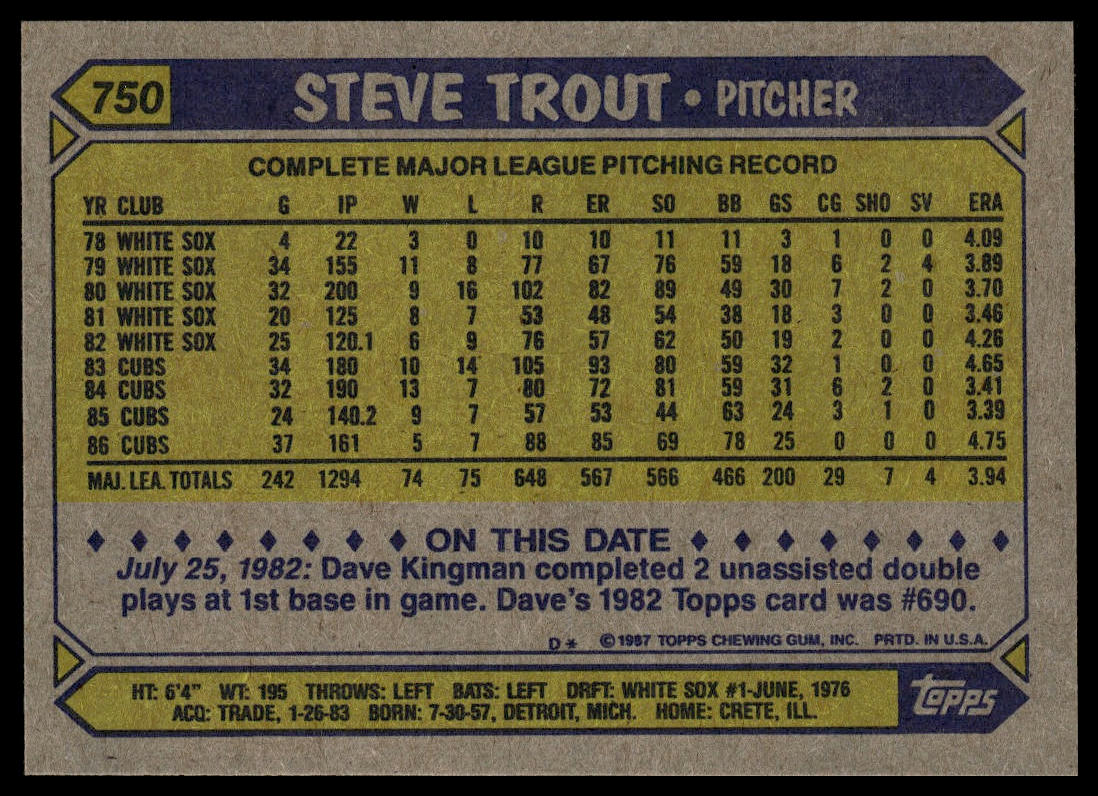 750 STEVE TROUT • PITCHER
COMPLETE MAJOR LEAGUE PITCHING RECORD
YR CLUB G IP W L R ER SO BB GS CG SHO SV ERA
78 WHITE SOX 4 22 3 0 10 10 11 11 3 1 0 0 4.09
79 WHITE SOX 34 155 11 8 77 67 76 59 18 6 2 4 3.89
80 WHITE SOX 32 200 9 16 102 82 89 49 30 7 2 0 3.70
81 WHITE SOX 20 125 8 7 53 48 54 38 18 3 0 0 3.46
82 WHITE SOX 25 120.1 6 9 76 57 62 50 19 2 0 0 4.26
83 CUBS 34 180 10 14 105 93 80 59 32 1 0 0 4.65
84 CUBS 32 190 13 7 80 72 81 59 31 6 2 0 3.41
85 CUBS 24 140.2 9 7 57 53 44 63 24 3 1 0 3.39
86 CUBS 37 161 5 7 88 85 69 78 25 0 0 0 4.75
MAJ. LEA. TOTALS 242 1294 74 75 648 567 566 466 200 29 7 4 3.94
ON THIS DATE
July 25, 1982: Dave Kingman completed 2 unassisted double
plays at 1st base in game. Dave's 1982 Topps card was #690.
D* ©1987 TOPPS CHEWING GUM, INC. PRTD. IN U.S.A.
HT: 6'4" WT: 195 THROWS: LEFT BATS: LEFT DRFT: WHITE SOX #1-JUNE, 1976
ACQ: TRADE, 1-26-83 BORN: 7-30-57, DETROIT, MICH. HOME: CRETE, ILL.
TOPPS